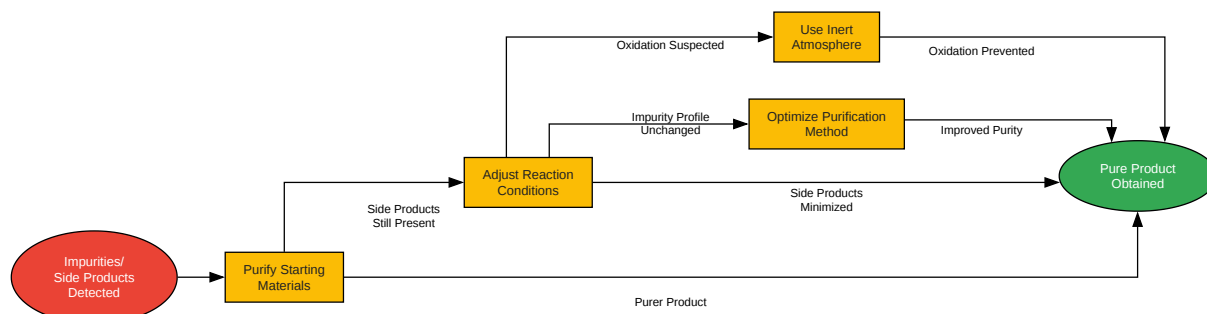 Use Inert
Atmosphere
Oxidation Suspected
Oxidation Prevented
Impurity Profile
Unchanged
Optimize Purification
Method
Improved Purity
Adjust Reaction
Conditions
Pure Product
Obtained
Side Products
Minimized
Side Products
Still Present
Impurities/
Side Products
Detected
Purify Starting
Materials
Purer Product